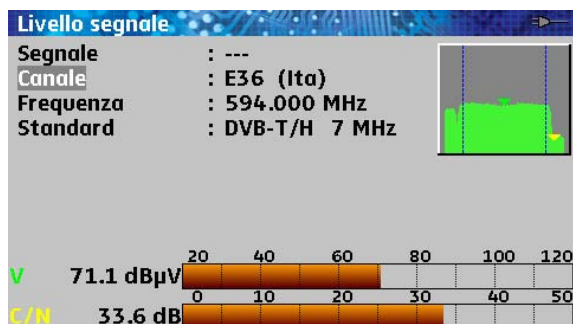 Livello segnale
Segnale : ---
Canale : E36 (Ita)
Frequenza : 594.000 MHz
Standard : DVB-T/H 7 MHz
20 40 60 80 100 120
V 71.1 dBµV
0 10 20 30 40 50
C/N 33.6 dB